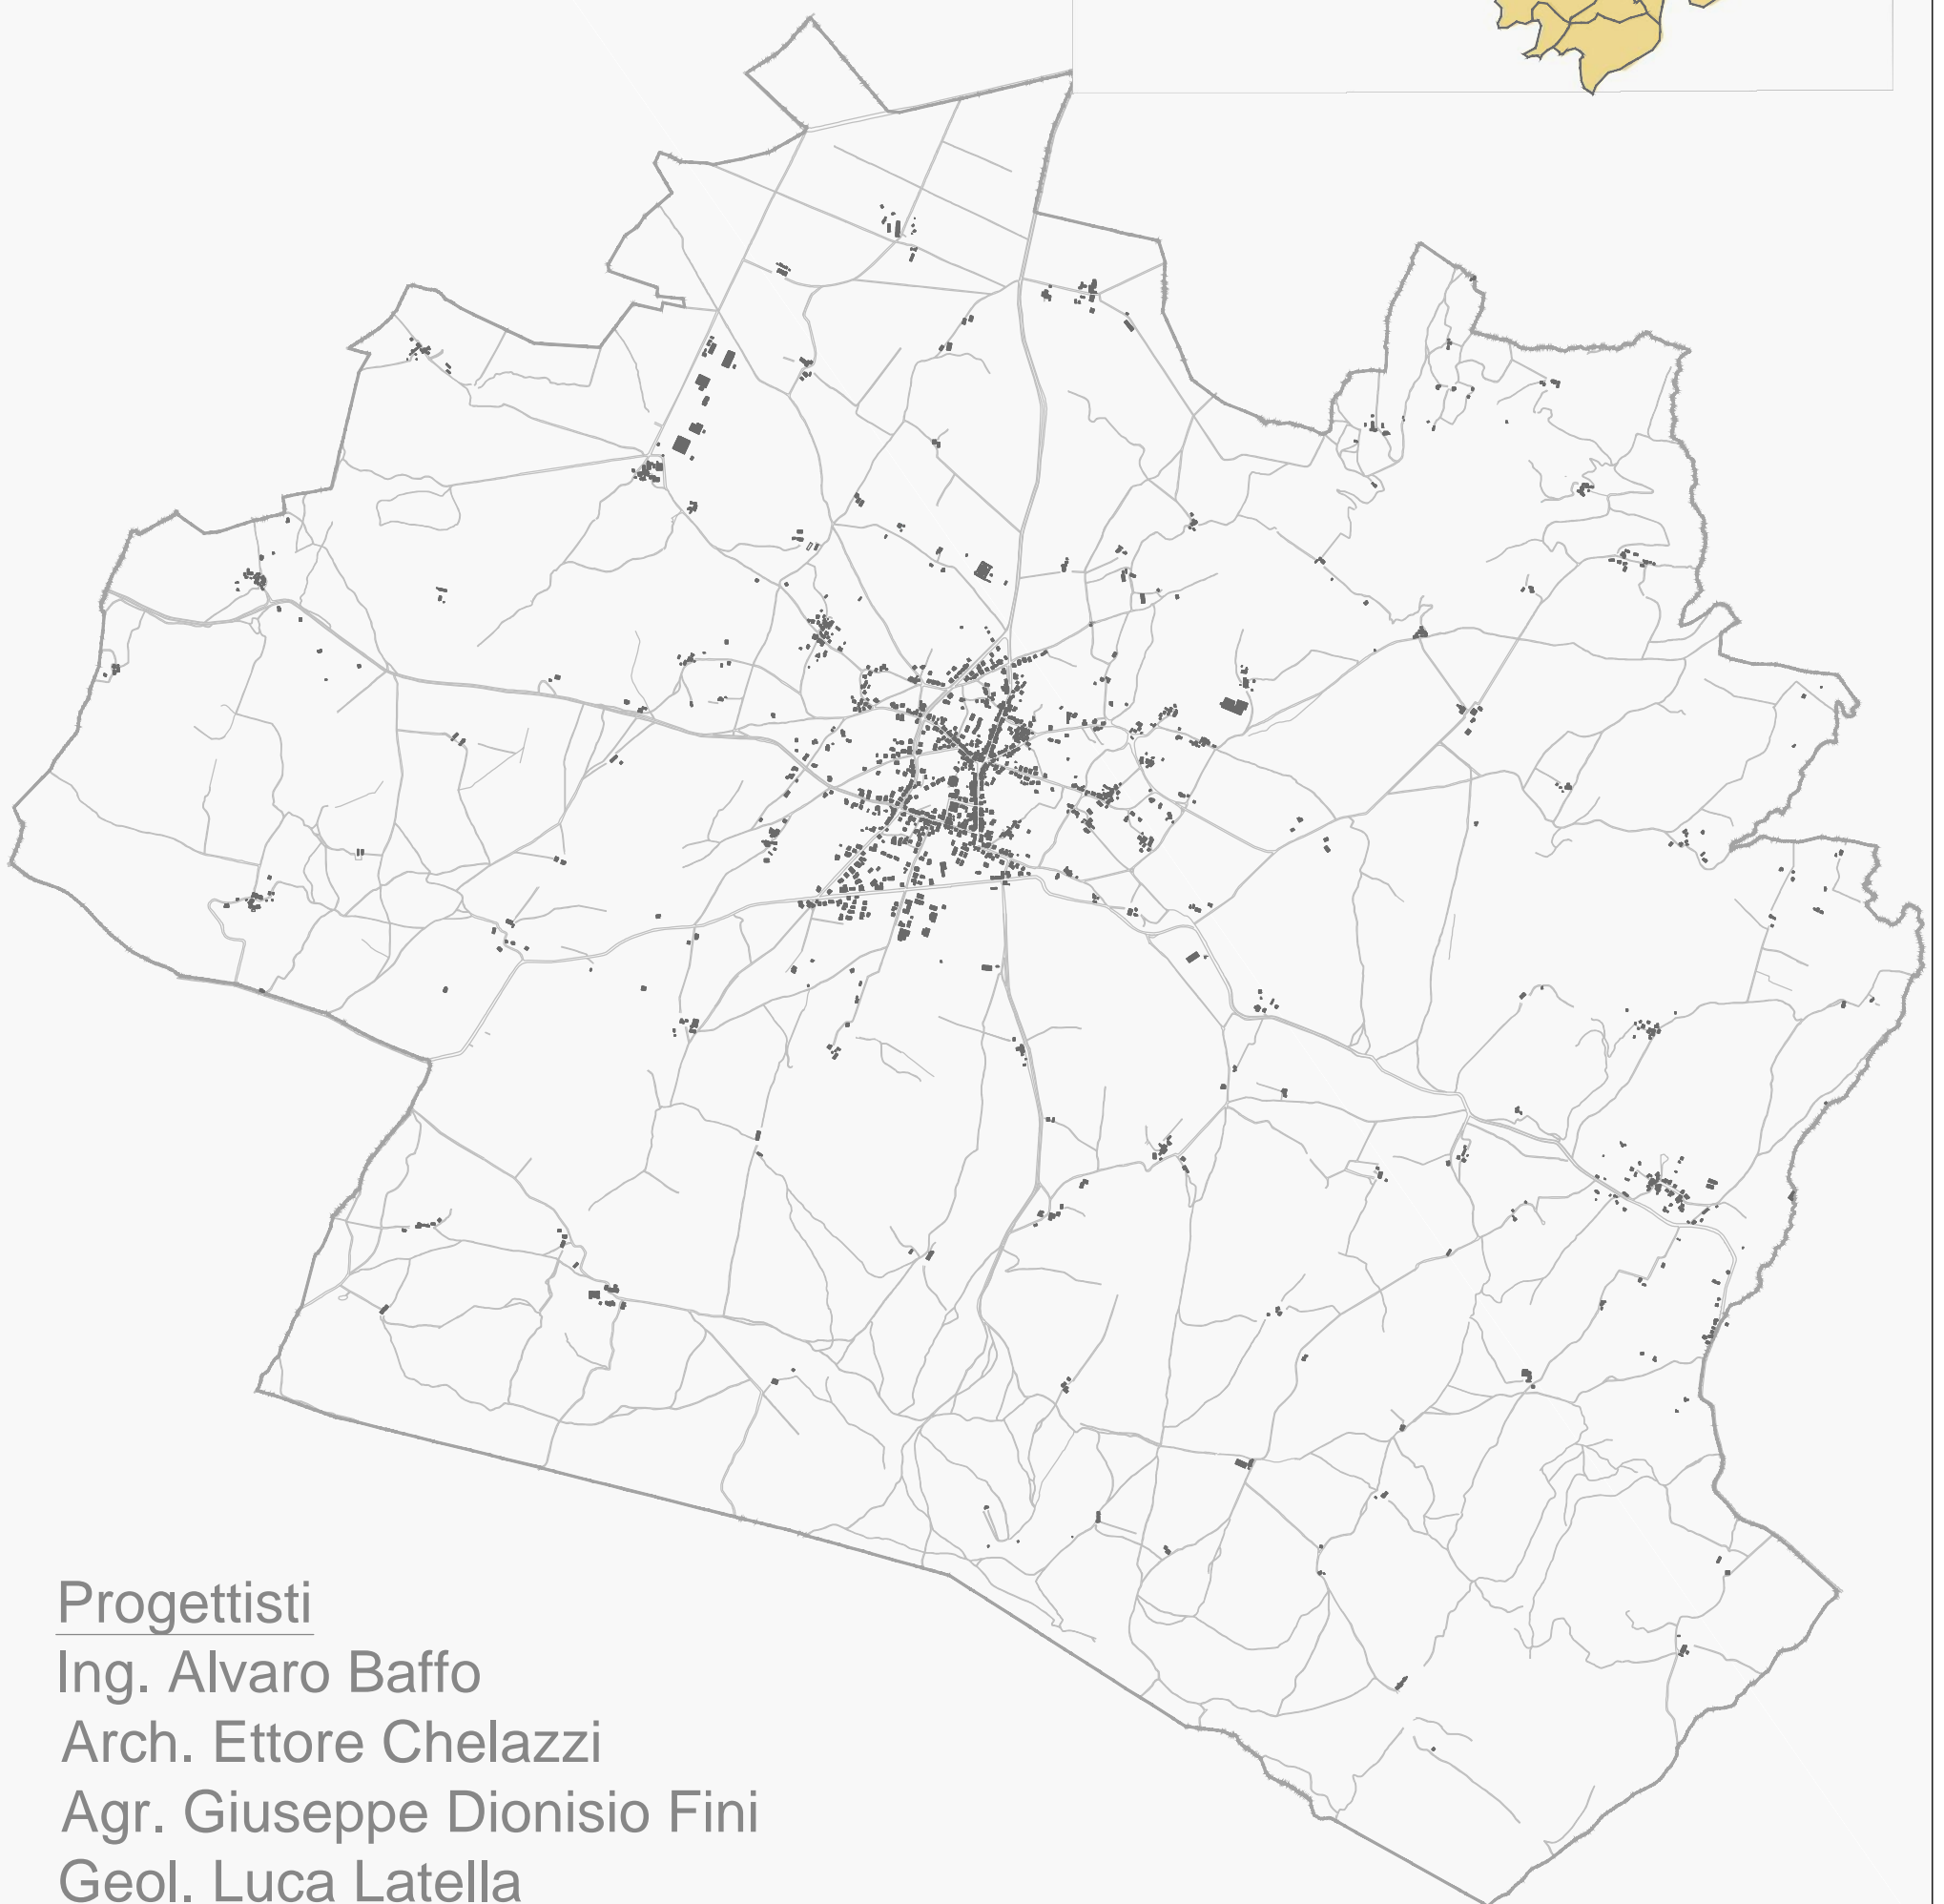 Progettisti
Ing. Alvaro Baffo
Arch. Ettore Chelazzi
Agr. Giuseppe Dionisio Fini
Geol. Luca Latella